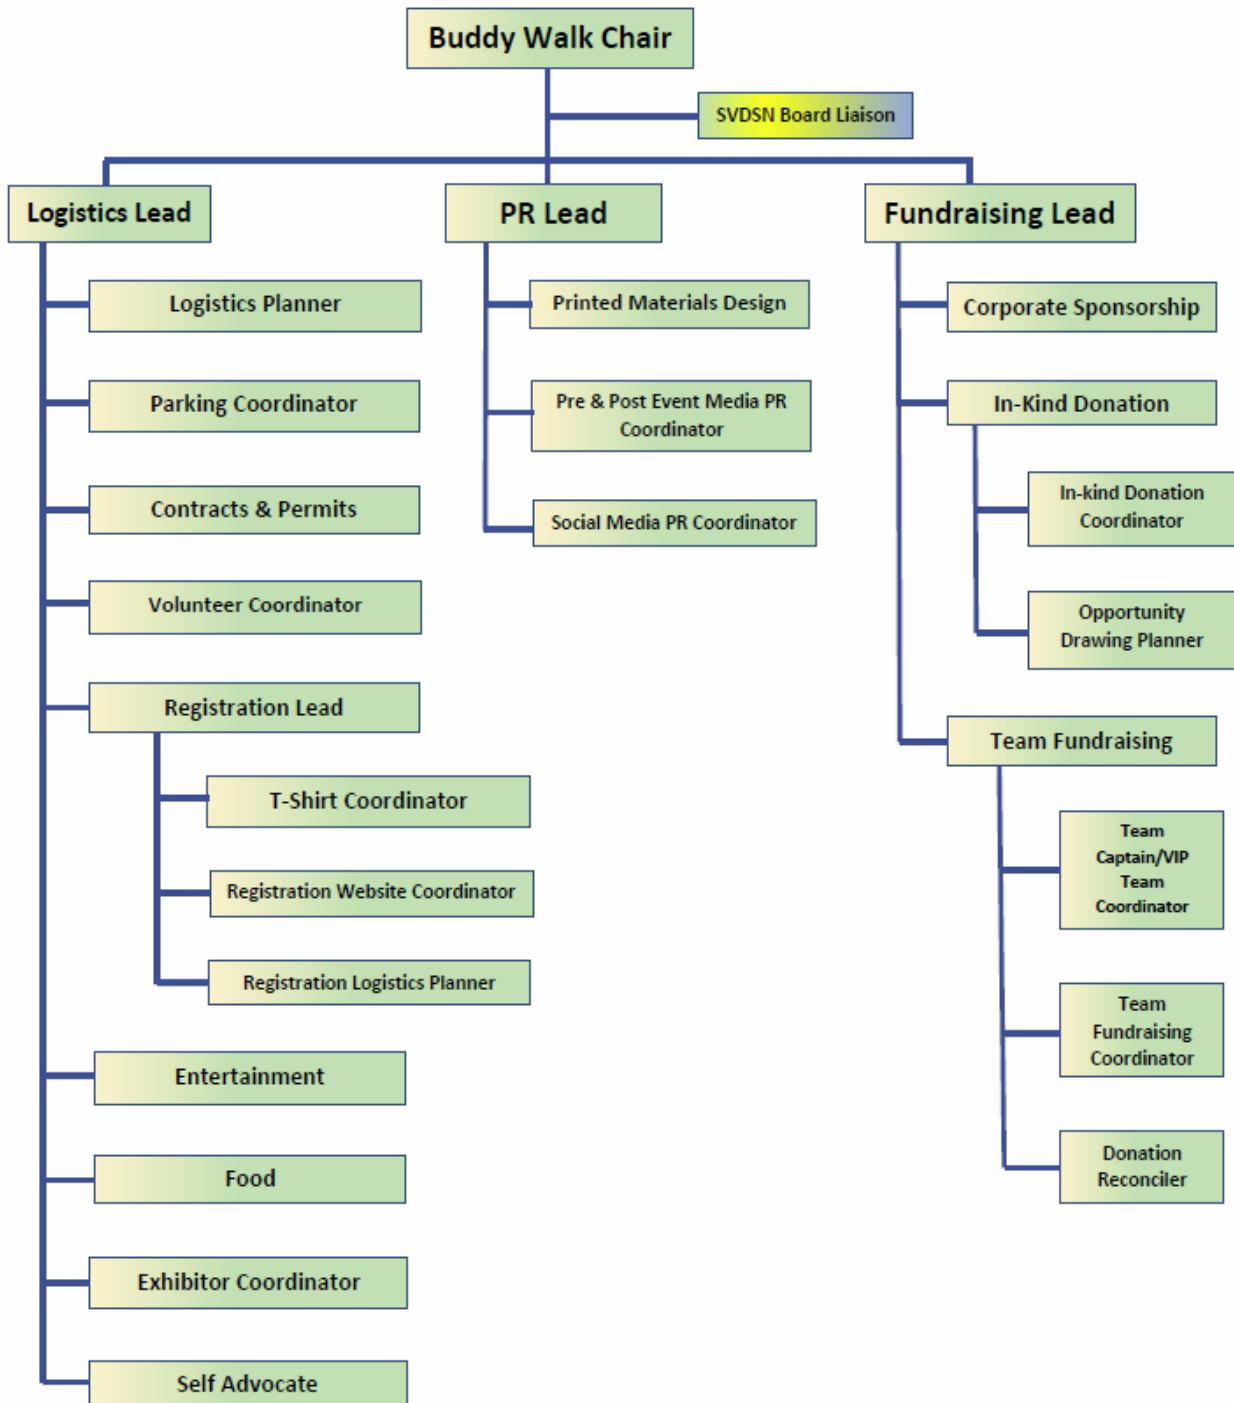 Buddy Walk Chair
SVDSN Board Liaison
Logistics Lead
PR Lead
Fundraising Lead
Logistics Planner
Parking Coordinator
Contracts & Permits
Volunteer Coordinator
Registration Lead
T-Shirt Coordinator
Registration Website Coordinator
Registration Logistics Planner
Entertainment
Food
Exhibitor Coordinator
Self Advocate
Printed Materials Design
Pre & Post Event Media PR
Coordinator
Social Media PR Coordinator
Corporate Sponsorship
In-Kind Donation
In-kind Donation
Coordinator
Opportunity
Drawing Planner
Team Fundraising
Team
Captain/VIP
Team
Coordinator
Team
Fundraising
Coordinator
Donation
Reconciler